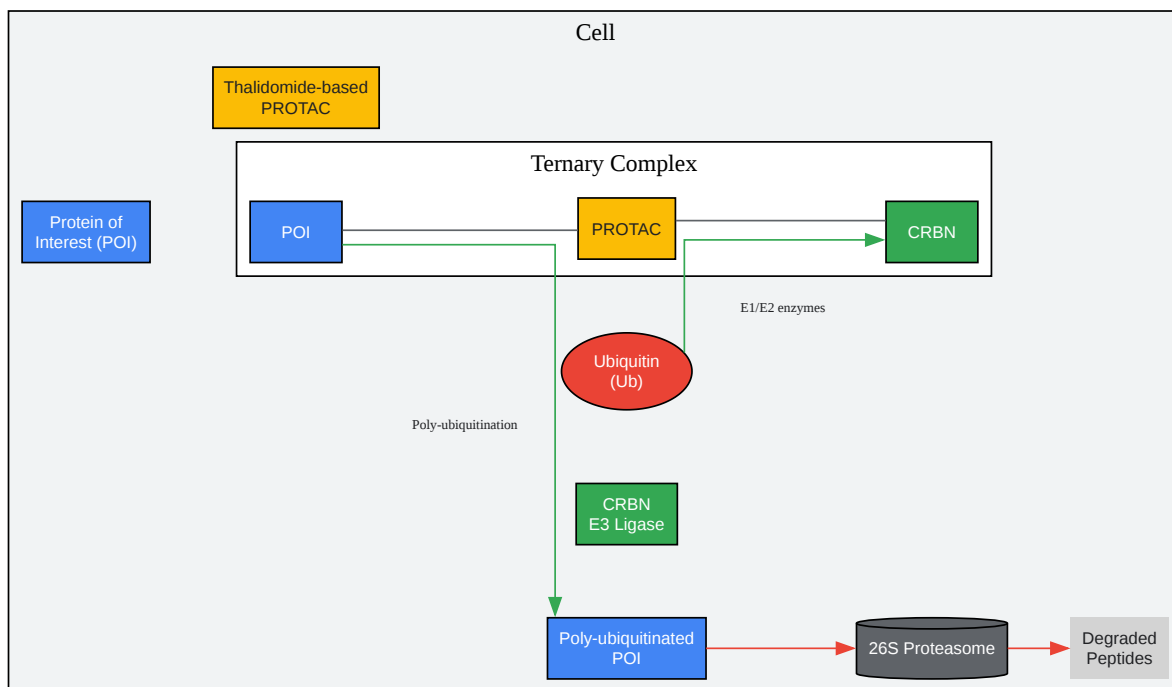 Cell
Thalidomide-based
PROTAC
Ternary Complex
Protein of
Interest (POI)
POI
PROTAC
CRBN
E1/E2 enzymes
Ubiquitin
(Ub)
Poly-ubiquitination
CRBN
E3 Ligase
Poly-ubiquitinated
POI
26S Proteasome
Degraded
Peptides